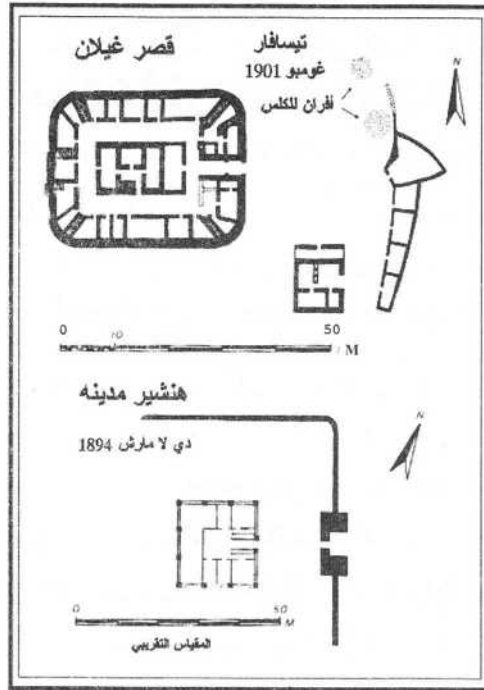 قصر غيلان
تيسافار
غومبو 1901
أفران للكلس
N
0
10
50
M
هنشير مدينه
دي لا مارش 1894
N
0
50
M
المقياس التقريبي